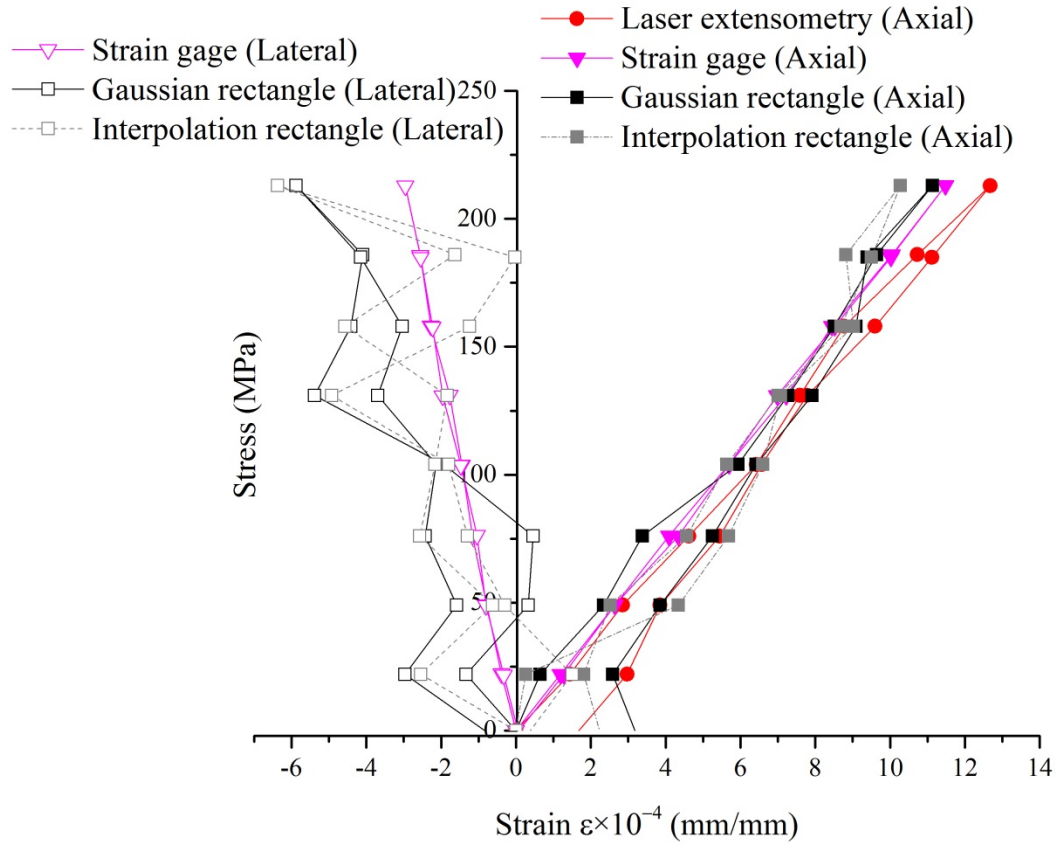 Laser extensometry (Axial)
Strain gage (Lateral)
Strain gage (Axial)
Gaussian rectangle (Lateral)
Gaussian rectangle (Axial)
Interpolation rectangle (Lateral)
Interpolation rectangle (Axial)
250
200
150
100
50
0
Stress (MPa)
-6 -4 -2 0 2 4 6 8 10 12 14
Strain ε×10⁻⁴ (mm/mm)